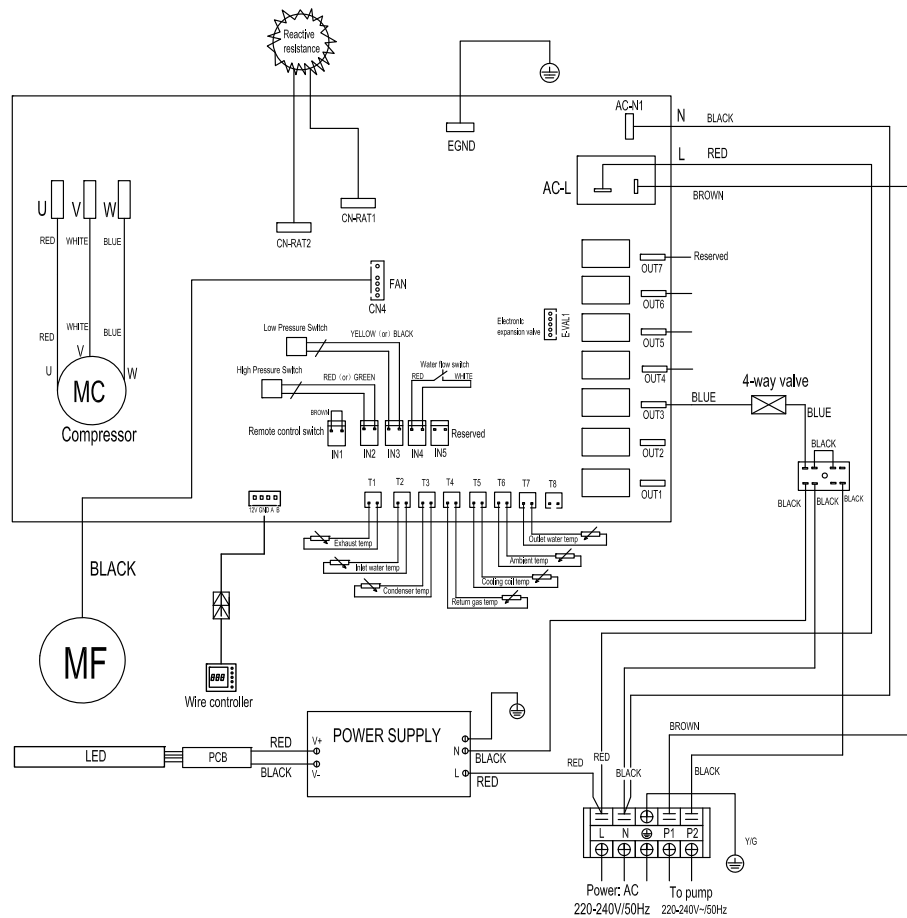 Reactive
resistance
AC-N1
N
BLACK
EGND
L
RED
AC-L
BROWN
U
V
W
CN-RAT1
CN-RAT2
RED
WHITE
BLUE
OUT7
Reserved
FAN
CN4
OUT6
Electronic
expansion valve
E-VAL1
OUT5
Low Pressure Switch
YELLOW (or) BLACK
RED
WHITE
BLUE
V
U
W
MC
Compressor
High Pressure Switch
RED (or) GREEN
Water flow switch
RED
WHITE
OUT4
4-way valve
BLUE
OUT3
BLUE
BROWN
Remote control switch
Reserved
IN1
IN2
IN3
IN4
IN5
OUT2
BLACK
OUT1
BLACK
BLACK
BLACK
T1
T2
T3
T4
T5
T6
T7
T8
12V GND A B
Exhaust temp
Outlet water temp
Inlet water temp
Ambient temp
Condenser temp
Cooling coil temp
Return gas temp
BLACK
MF
Wire controller
LED
PCB
RED
BLACK
V+
V-
POWER SUPPLY
N
BLACK
L
RED
RED
RED
BLACK
BROWN
BLACK
L
N
P1
P2
Y/G
Power: AC
220-240V/50Hz
To pump
220-240V~/50Hz